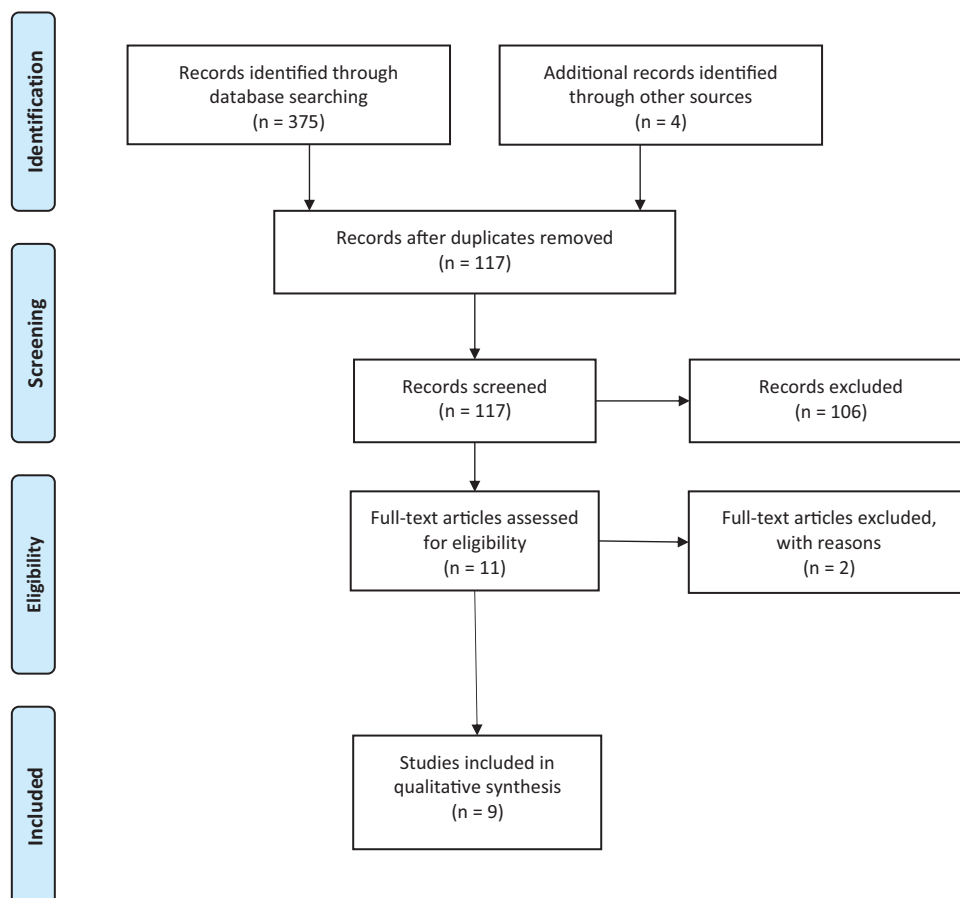 Identification
Records identified through
database searching
(n = 375)
Additional records identified
through other sources
(n = 4)
Records after duplicates removed
(n = 117)
Screening
Records screened
(n = 117)
Records excluded
(n = 106)
Eligibility
Full-text articles assessed
for eligibility
(n = 11)
Full-text articles excluded,
with reasons
(n = 2)
Included
Studies included in
qualitative synthesis
(n = 9)